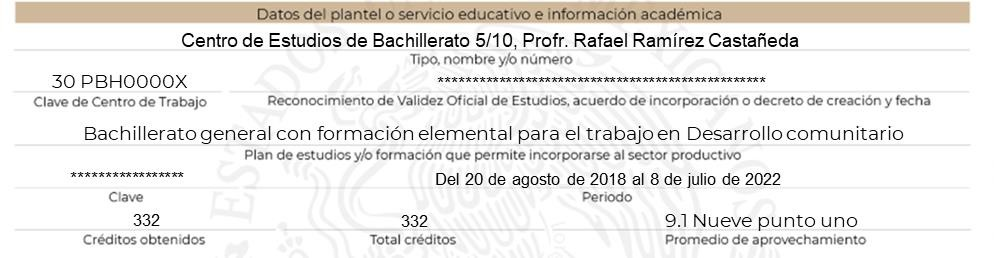 Datos del plantel o servicio educativo e información académica
Centro de Estudios de Bachillerato 5/10, Profr. Rafael Ramírez Castañeda
Tipo, nombre y/o número
30 PBH0000X ***********************************************
Clave de Centro de Trabajo Reconocimiento de Validez Oficial de Estudios, acuerdo de incorporación o decreto de creación y fecha
Bachillerato general con formación elemental para el trabajo en Desarrollo comunitario
Plan de estudios y/o formación que permite incorporarse al sector productivo
***************** Del 20 de agosto de 2018 al 8 de julio de 2022
Clave Periodo
332 332 9.1 Nueve punto uno
Créditos obtenidos Total créditos Promedio de aprovechamiento